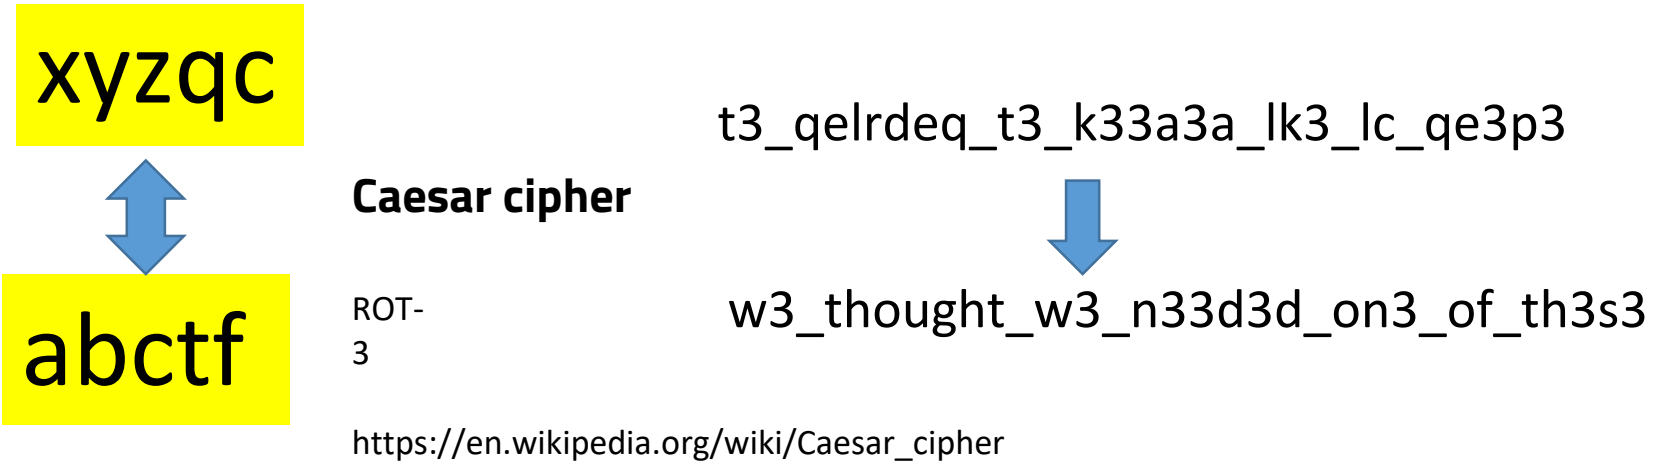 xyzqc
t3_qelrdeq_t3_k33a3a_lk3_lc_qe3p3
Caesar cipher
abctf
ROT-
3
w3_thought_w3_n33d3d_on3_of_th3s3
https://en.wikipedia.org/wiki/Caesar_cipher